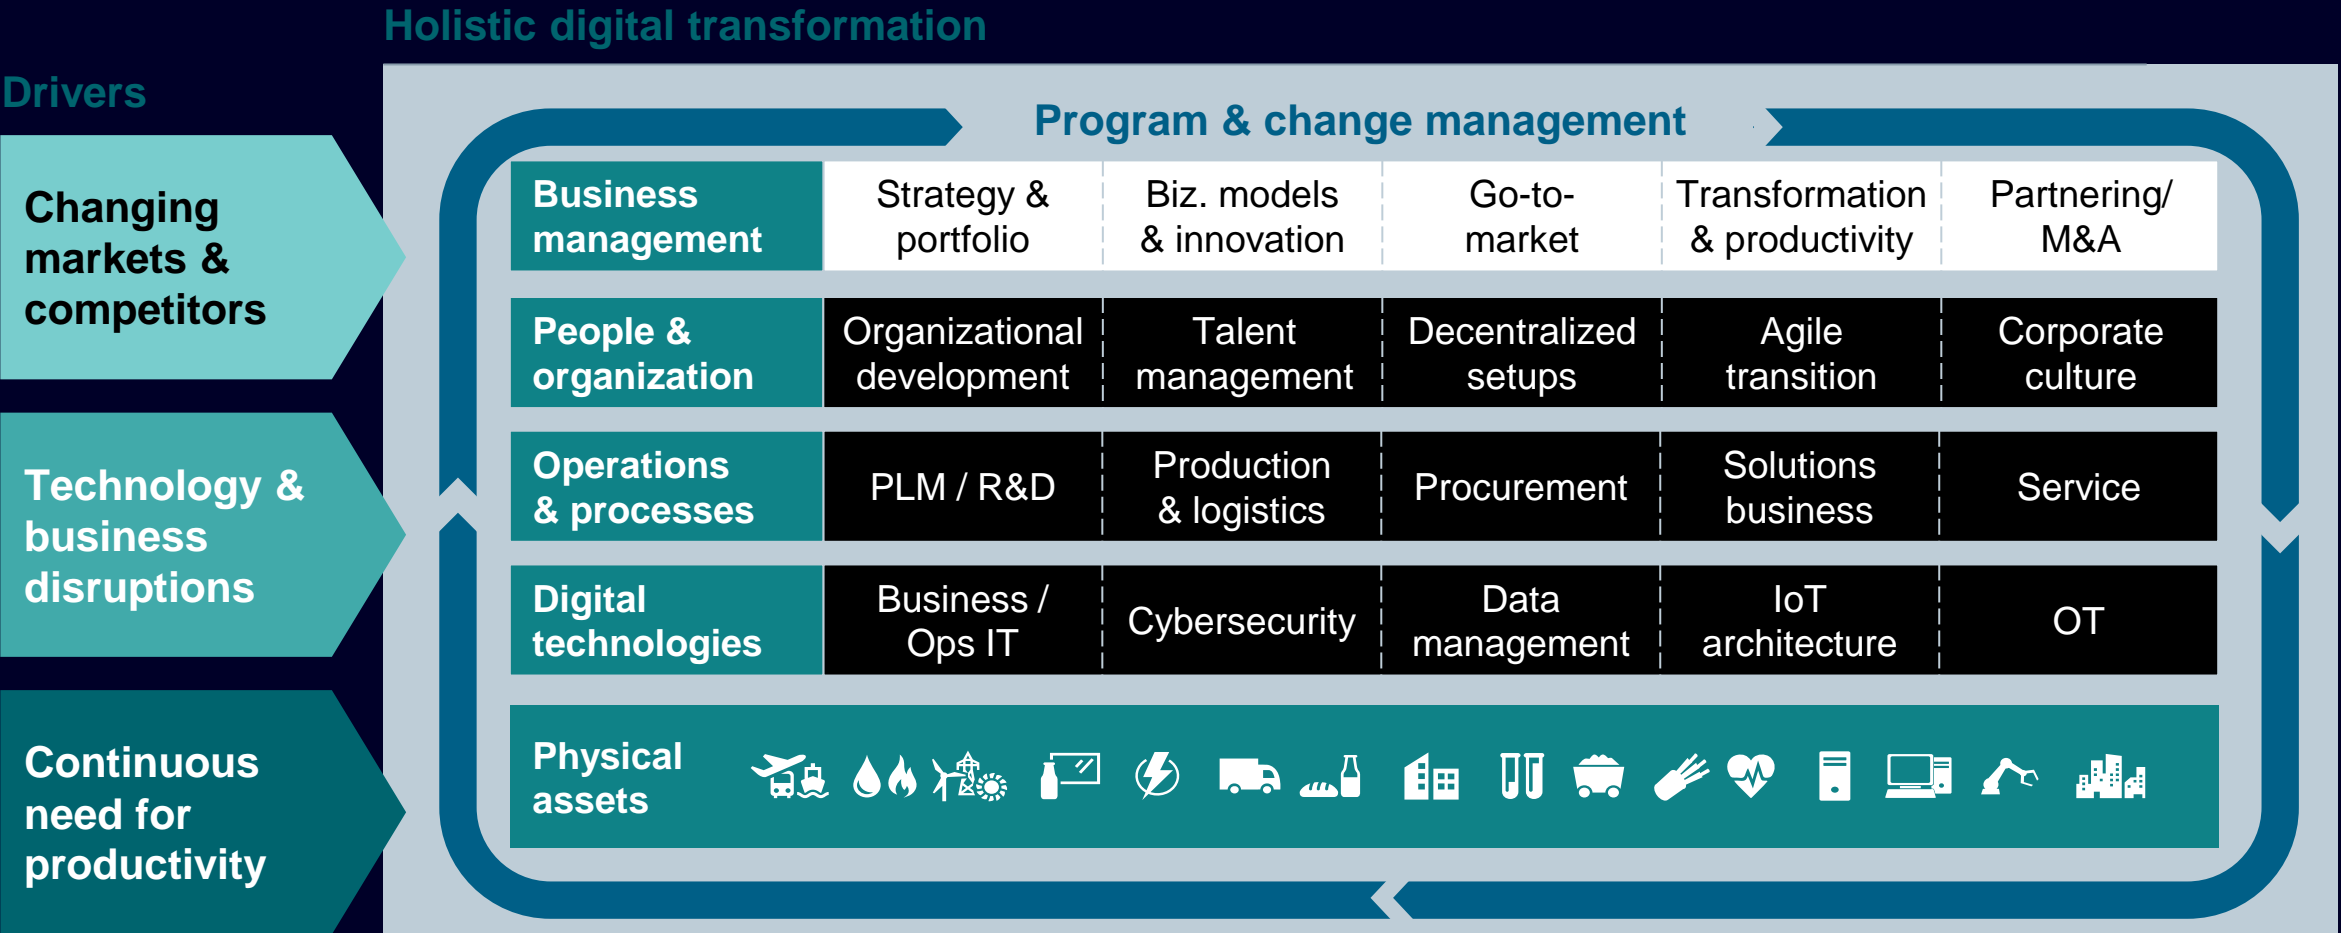 Holistic digital transformation
Drivers
Changing
markets &
competitors
Technology &
business
disruptions
Continuous
need for
productivity
Program & change management
Business
management
Strategy &
portfolio
Biz. models
& innovation
Go-to-
market
Transformation
& productivity
Partnering/
M&A
People &
organization
Organizational
development
Talent
management
Decentralized
setups
Agile
transition
Corporate
culture
Operations
& processes
PLM / R&D
Production
& logistics
Procurement
Solutions
business
Service
Digital
technologies
Business /
Ops IT
Cybersecurity
Data
management
IoT
architecture
OT
Physical
assets